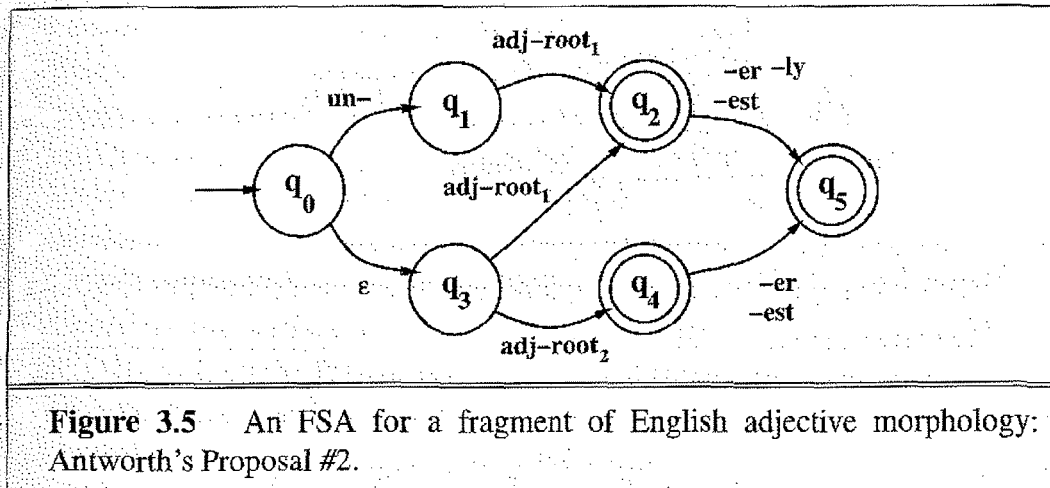 adj–root₁
un–
q₁
q₂
–er –ly
–est
q₀
adj–root₁
q₅
ε
q₃
q₄
–er
–est
adj–root₂
Figure 3.5 An FSA for a fragment of English adjective morphology:
Antworth's Proposal #2.